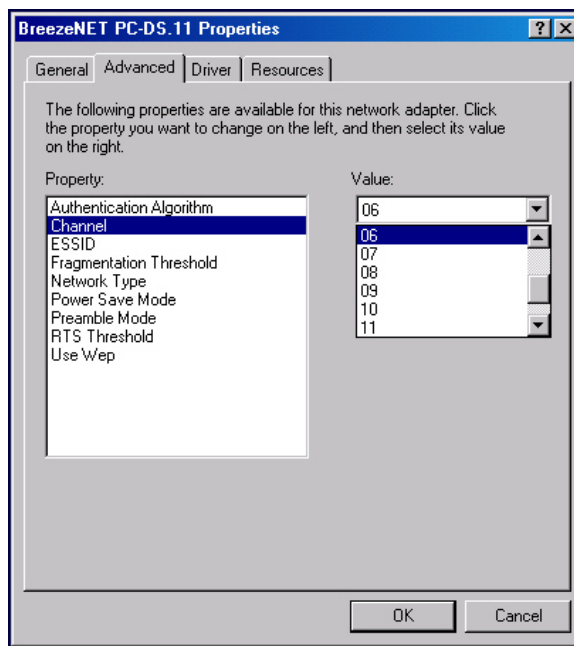 BreezeNET PC-DS.11 Properties
General Advanced Driver Resources
The following properties are available for this network adapter. Click
the property you want to change on the left, and then select its value
on the right.
Property:
Authentication Algorithm
Channel
ESSID
Fragmentation Threshold
Network Type
Power Save Mode
Preamble Mode
RTS Threshold
Use Wep
Value:
06
06
07
08
09
10
11
OK Cancel